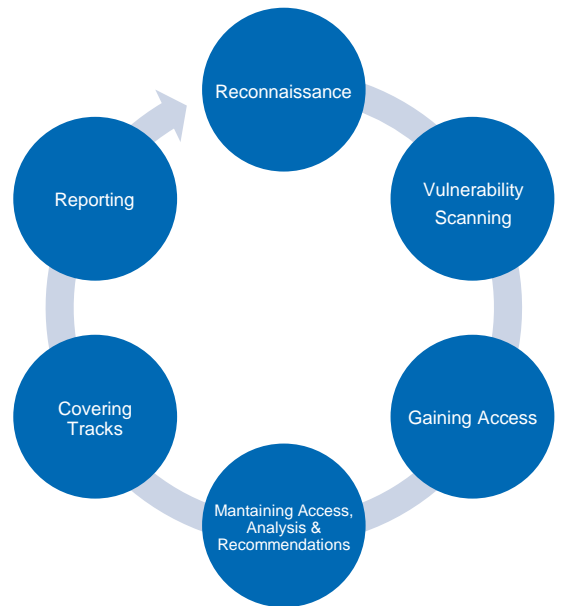 Reconnaissance
Vulnerability
Scanning
Gaining Access
Mantaining Access,
Analysis &
Recommendations
Covering
Tracks
Reporting